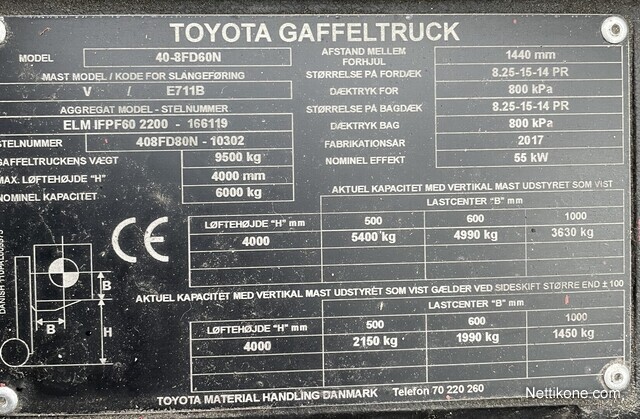 TOYOTA GAFFELTRUCK
MODEL 40-8FD60N
MAST MODEL / KODE FOR SLANGEFØRING
V / E711B
AGGREGAT MODEL - STELNUMMER
ELM IFPF60 2200 - 166119
STELNUMMER 408FD80N - 10302
GAFFELTRUCKENS VÆGT 9500 kg
MAX. LØFTEHØJDE "H" 4000 mm
NOMINEL KAPACITET 6000 kg
AFSTAND MELLEM FORHJUL 1440 mm
STØRRELSE PÅ FORDÆK 8.25-15-14 PR
DÆKTRYK FOR 800 kPa
STØRRELSE PÅ BAGDÆK 8.25-15-14 PR
DÆKTRYK BAG 800 kPa
FABRIKATIONSÅR 2017
NOMINEL EFFEKT 55 kW
AKTUEL KAPACITET MED VERTIKAL MAST UDSTYRET SOM VIST
LASTCENTER "B" mm
LØFTEHØJDE "H" mm 500 600 1000
4000 5400 kg 4990 kg 3630 kg
CE
B
B
H
AKTUEL KAPACITET MED VERTIKAL MAST UDSTYRET SOM VIST GÆLDER VED SIDESKIFT STØRRE END ± 100
LASTCENTER "B" mm
LØFTEHØJDE "H" mm 500 600 1000
4000 2150 kg 1990 kg 1450 kg
TOYOTA MATERIAL HANDLING DANMARK Telefon 70 220 260
Nettikone.com